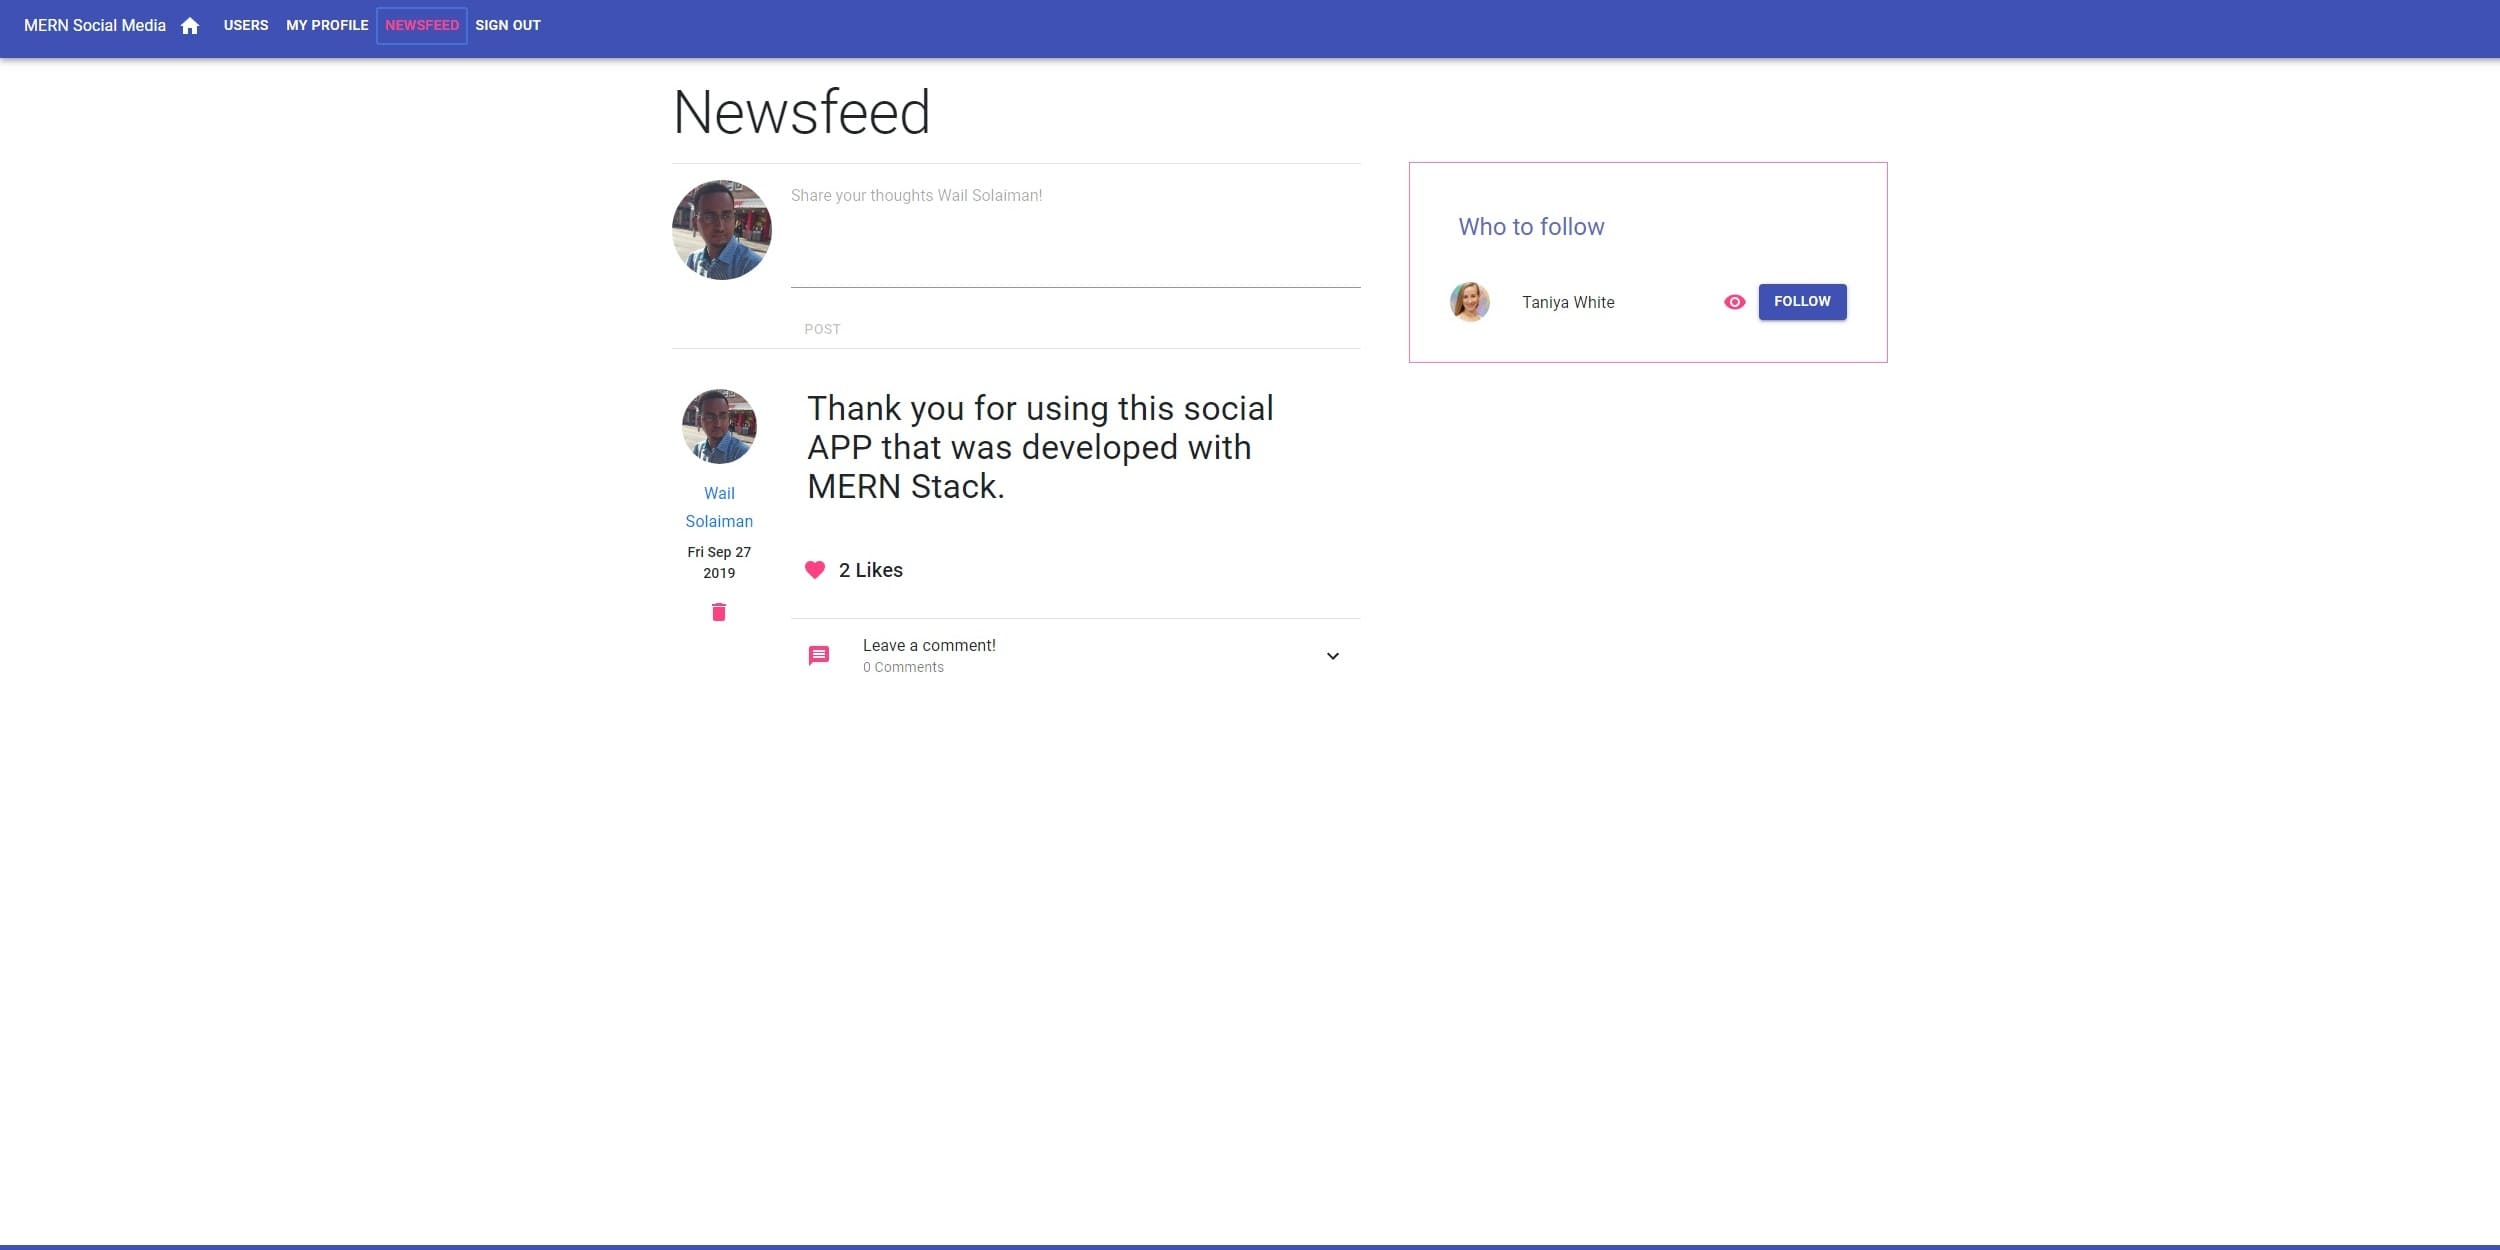 MERN Social Media USERS MY PROFILE NEWSFEED SIGN OUT
Newsfeed
Share your thoughts Wail Solaiman!
POST
Who to follow
Taniya White FOLLOW
Thank you for using this social
APP that was developed with
MERN Stack.
Wail
Solaiman
Fri Sep 27
2019
2 Likes
Leave a comment!
0 Comments